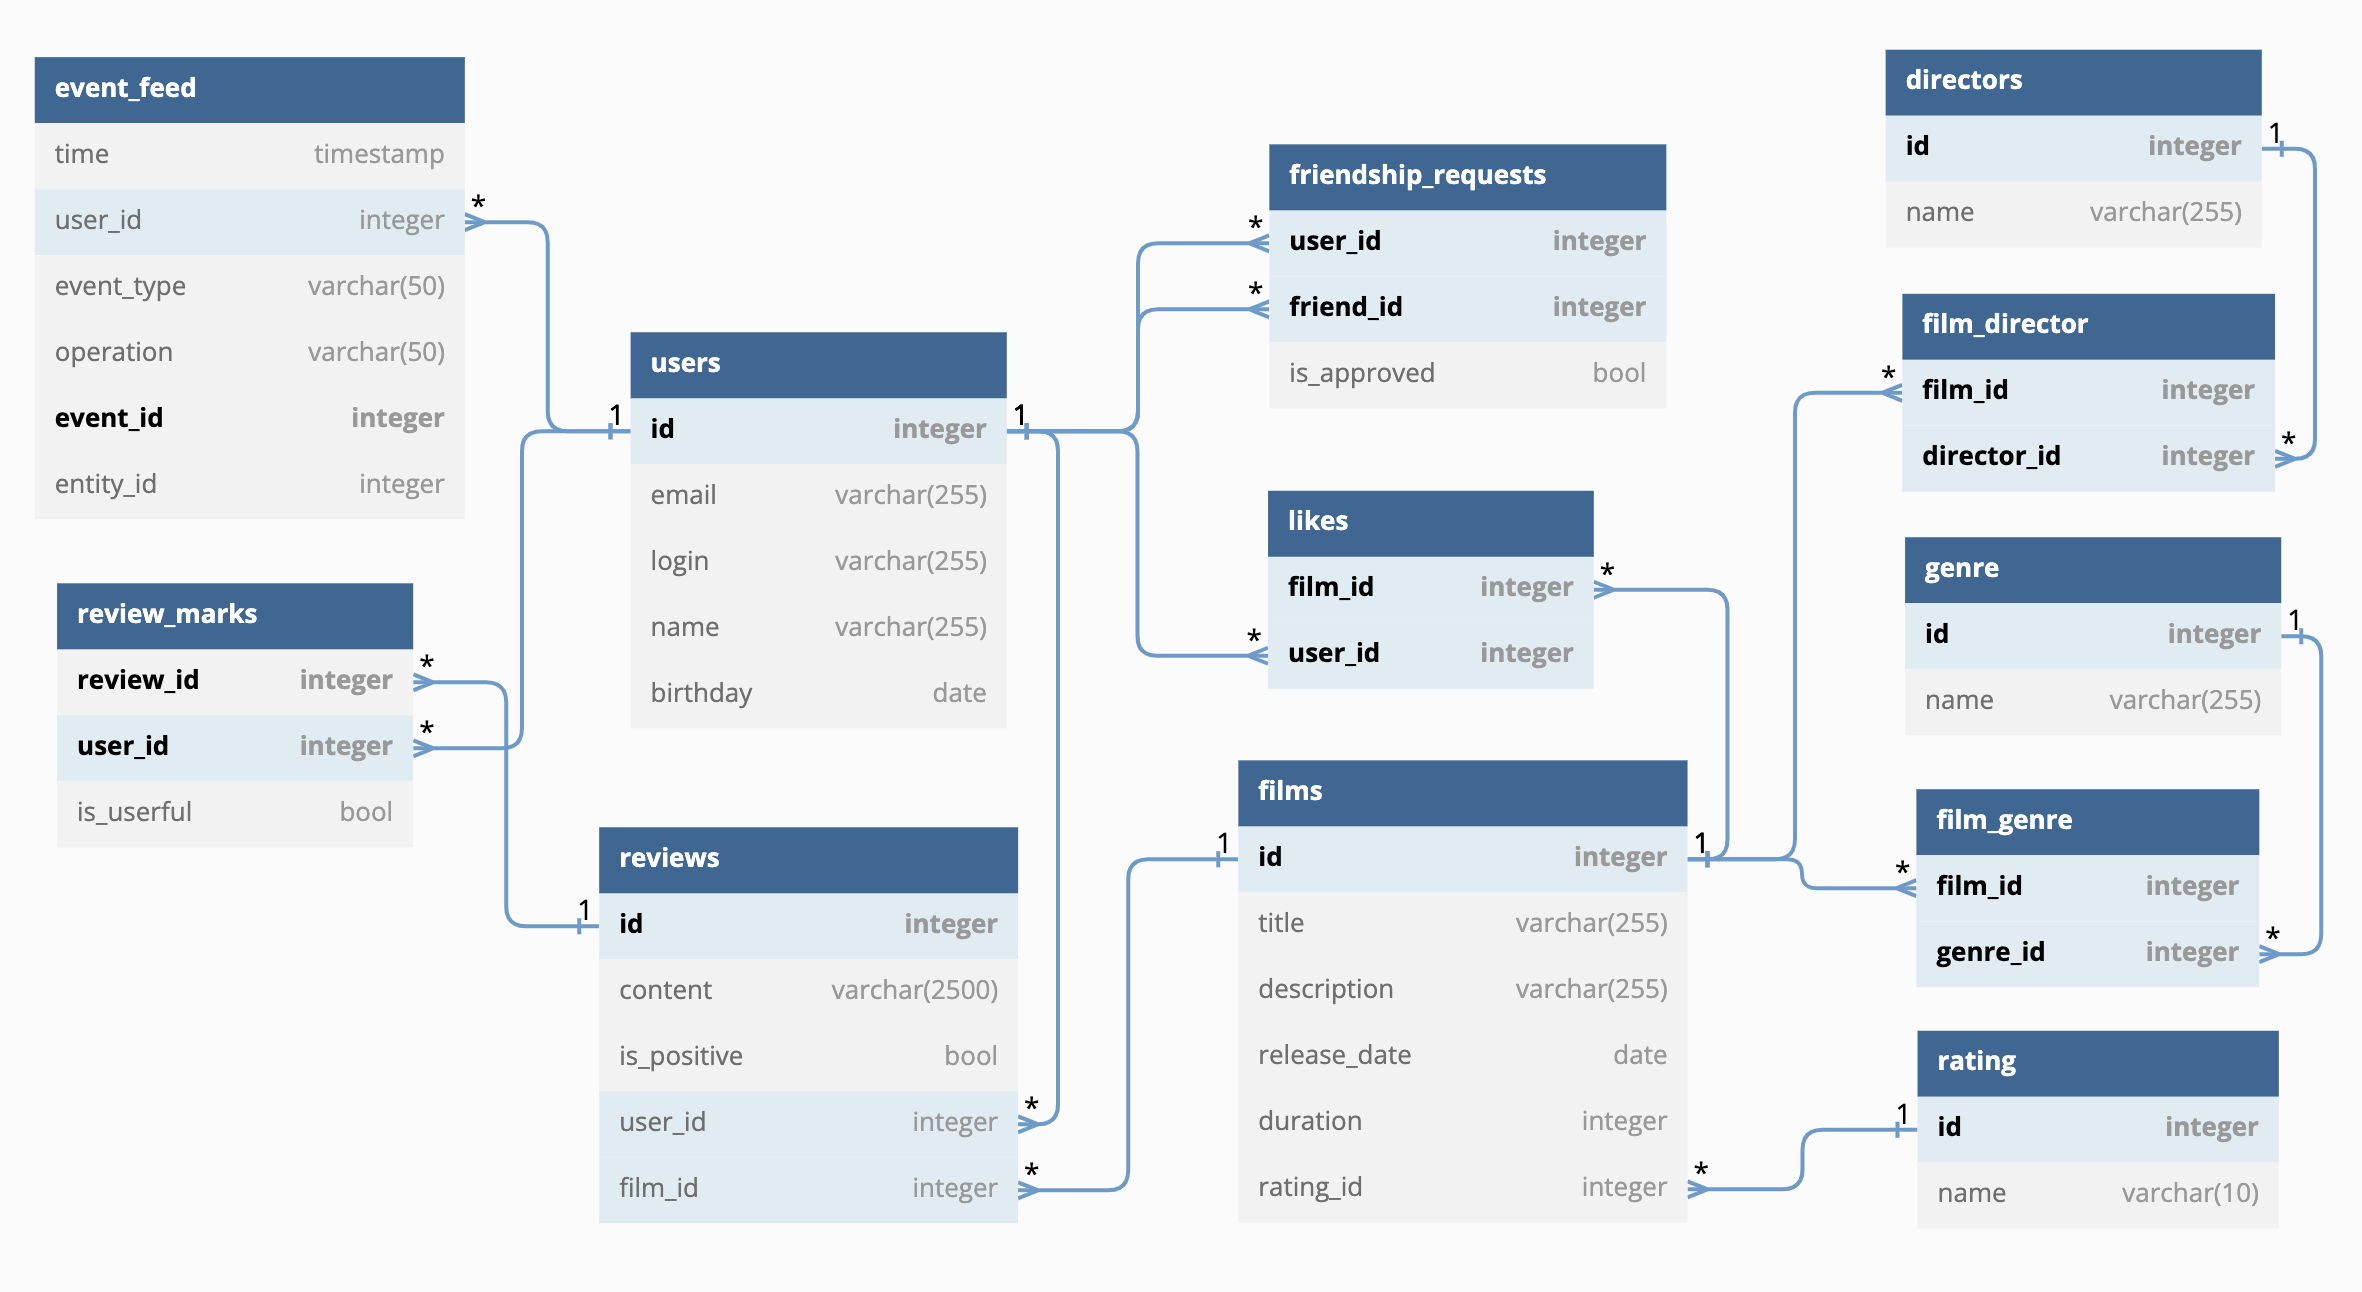 event_feed
time timestamp
user_id integer *
event_type varchar(50)
operation varchar(50)
event_id integer
entity_id integer
review_marks
review_id integer *
user_id integer *
is_userful bool
users
1 id integer 1
email varchar(255)
login varchar(255)
name varchar(255)
birthday date
reviews
1 id integer
content varchar(2500)
is_positive bool
user_id integer *
film_id integer *
friendship_requests
* user_id integer
* friend_id integer
is_approved bool
likes
film_id integer *
* user_id integer
films
1 id integer 1
title varchar(255)
description varchar(255)
release_date date
duration integer
rating_id integer *
directors
id integer 1
name varchar(255)
film_director
* film_id integer
director_id integer *
genre
id integer 1
name varchar(255)
film_genre
* film_id integer
genre_id integer *
rating
1 id integer
name varchar(10)